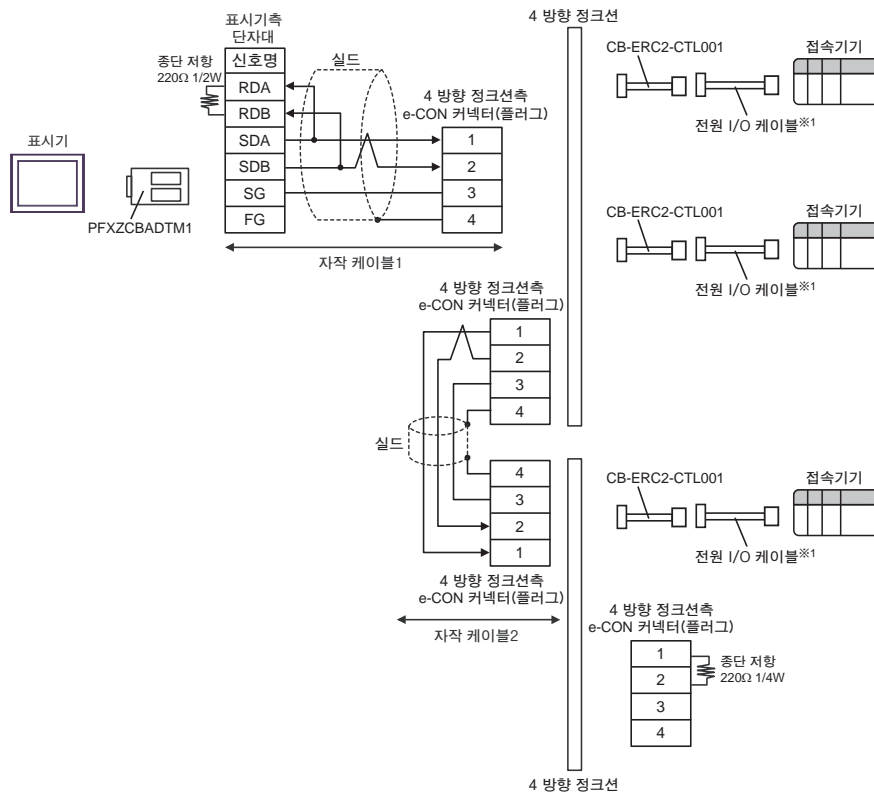 4 방향 정크션
표시기측
단자대
종단 저항
220Ω 1/2W
신호명
RDA
RDB
SDA
SDB
SG
FG
실드
4 방향 정크션측
e-CON 커넥터(플러그)
1
2
3
4
표시기
PFXZCBADTM1
자작 케이블1
CB-ERC2-CTL001
접속기기
전원 I/O 케이블※1
CB-ERC2-CTL001
접속기기
전원 I/O 케이블※1
4 방향 정크션측
e-CON 커넥터(플러그)
1
2
3
4
실드
4
3
2
1
4 방향 정크션측
e-CON 커넥터(플러그)
자작 케이블2
CB-ERC2-CTL001
접속기기
전원 I/O 케이블※1
4 방향 정크션측
e-CON 커넥터(플러그)
1
2
3
4
종단 저항
220Ω 1/4W
4 방향 정크션